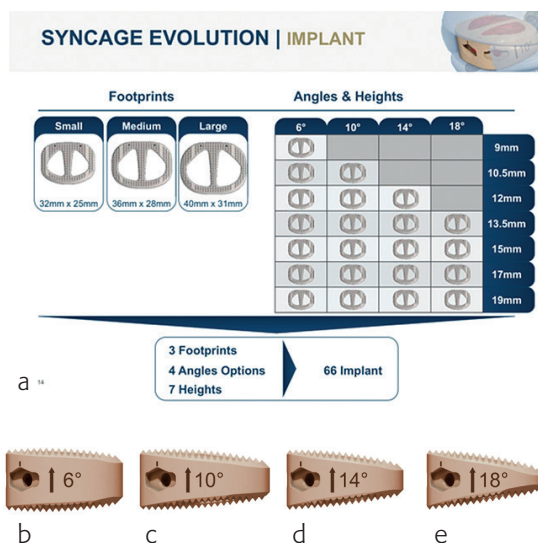 SYNCAGE EVOLUTION | IMPLANT
Footprints
Small Medium Large
32mm x 25mm 36mm x 28mm 40mm x 31mm
Angles & Heights
6° 10° 14° 18°
9mm
10.5mm
12mm
13.5mm
15mm
17mm
19mm
3 Footprints
4 Angles Options
7 Heights
66 Implant
a 14
6° 10° 14° 18°
b c d e